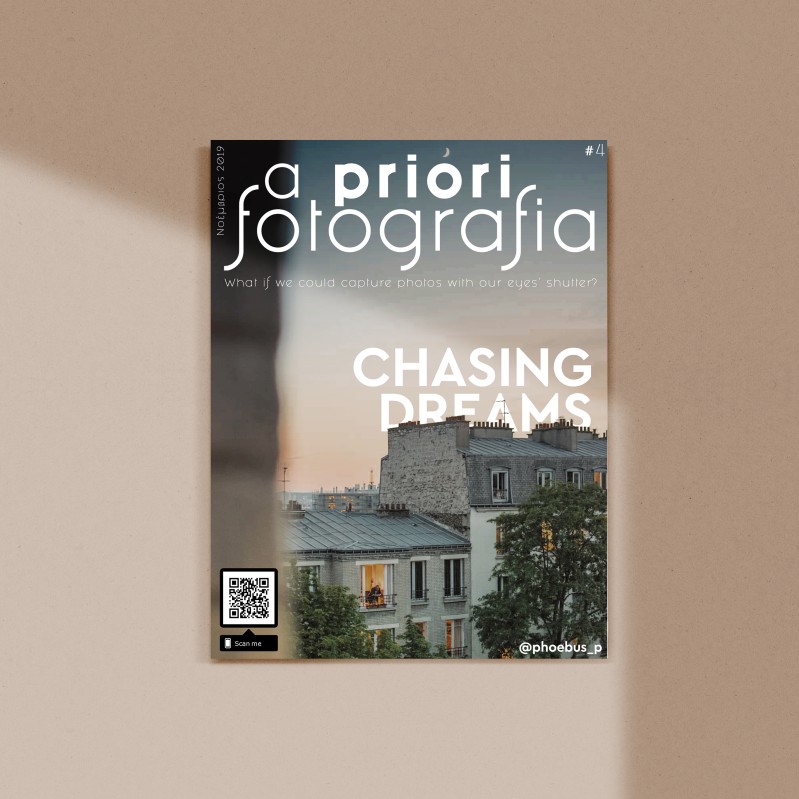 Νοέμβριος 2019
#4
a priori
fotografia
What if we could capture photos with our eyes' shutter?
CHASING
DREAMS
Scan me
@phoebus_p